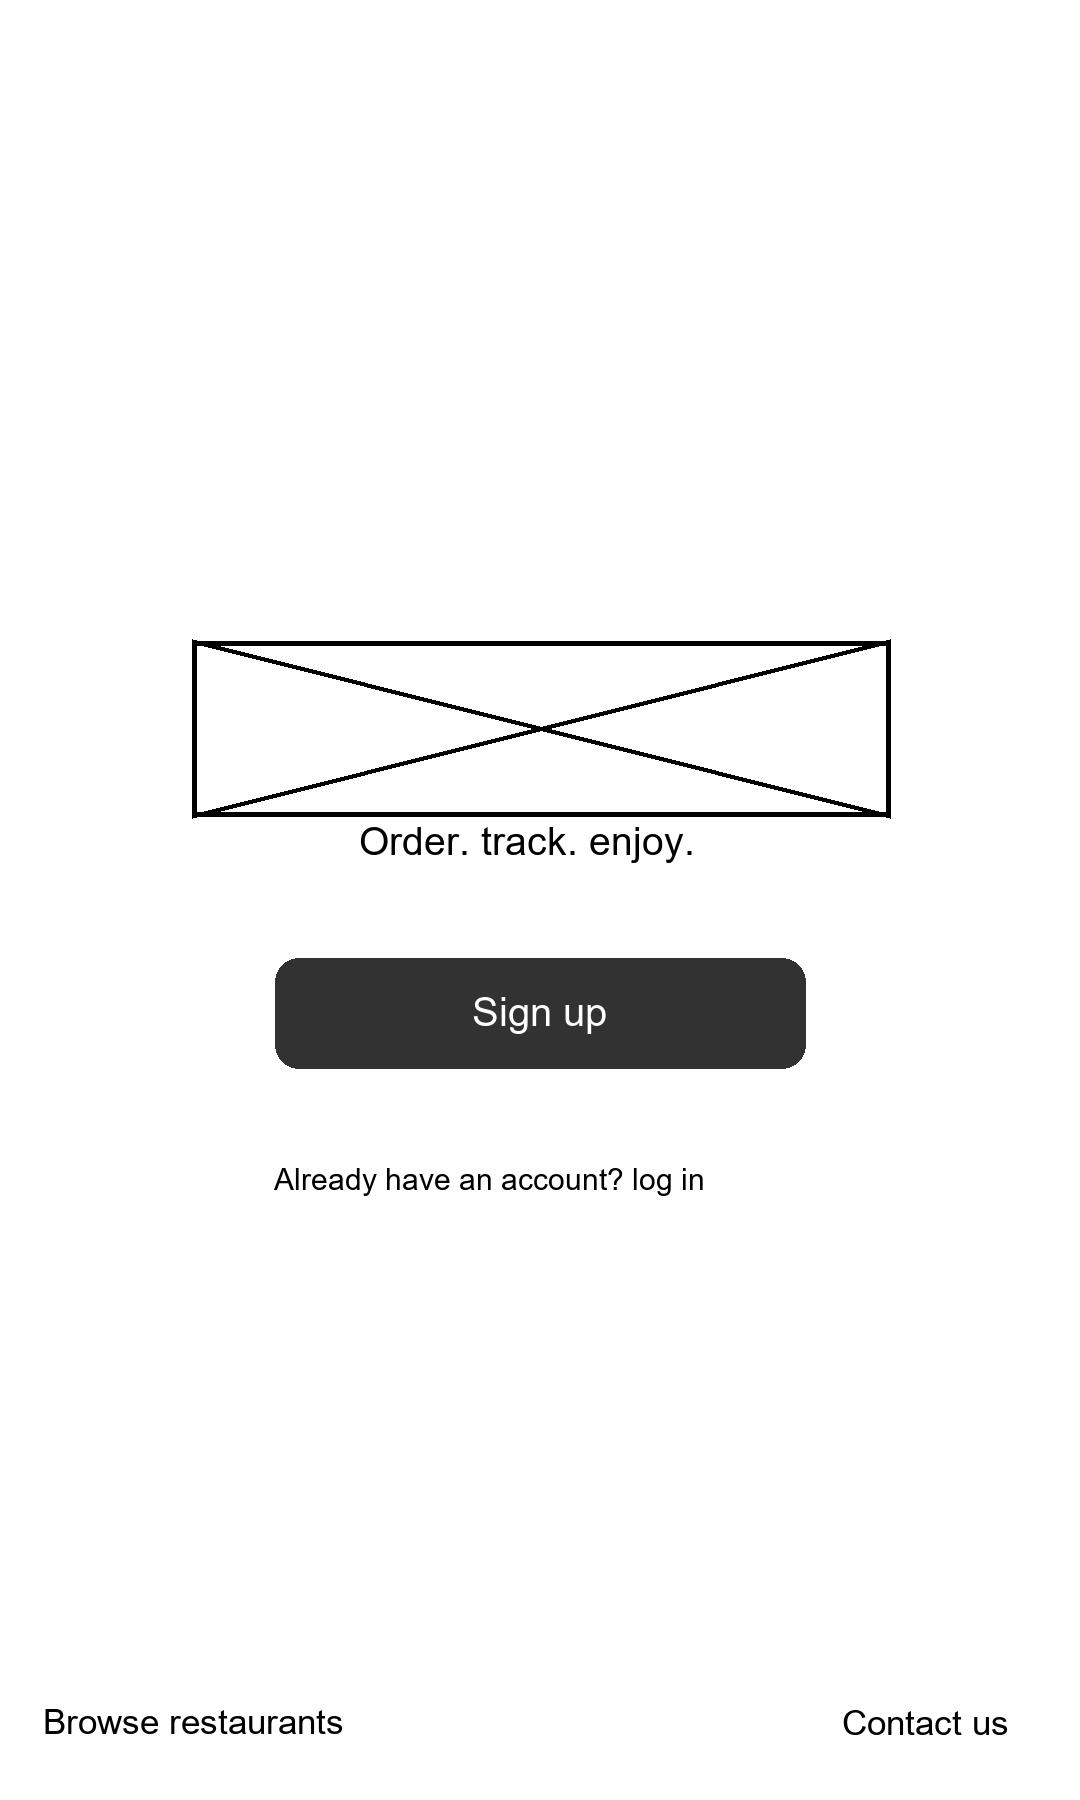 Order. track. enjoy.
Sign up
Already have an account? log in
Browse restaurants
Contact us